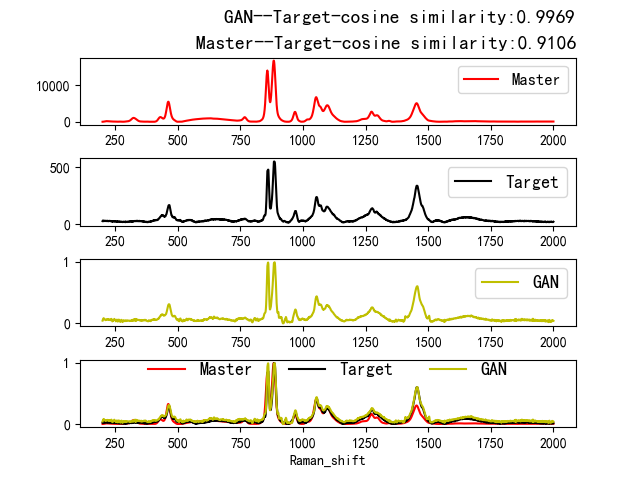 GAN--Target-cosine similarity:0.9969
Master--Target-cosine similarity:0.9106
10000
0
Master
250 500 750 1000 1250 1500 1750 2000
500
0
Target
250 500 750 1000 1250 1500 1750 2000
1
0
GAN
250 500 750 1000 1250 1500 1750 2000
1
0
Master Target GAN
250 500 750 1000 1250 1500 1750 2000
Raman_shift